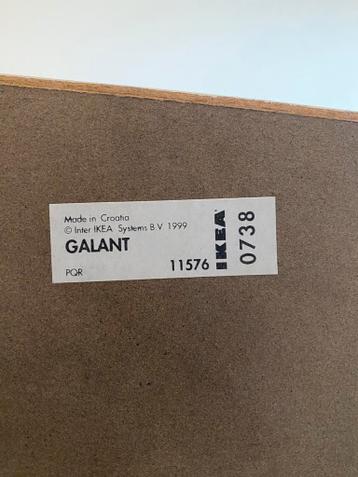 Made in Croatia
© Inter IKEA Systems B.V 1999
GALANT
PQR
11576
IKEA
0738